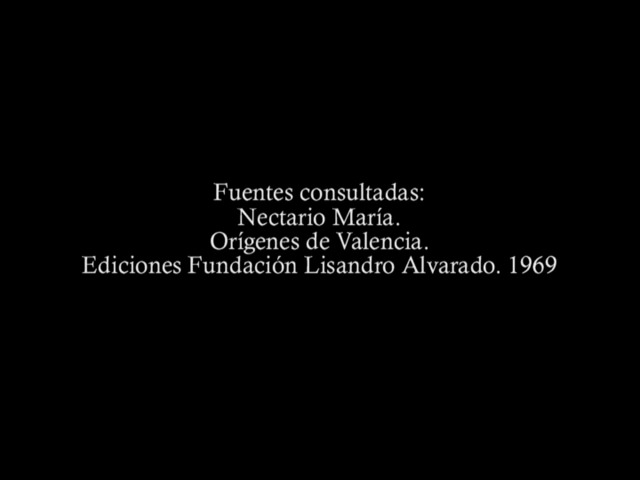 Fuentes consultadas:
Nectario María.
Orígenes de Valencia.
Ediciones Fundación Lisandro Alvarado. 1969